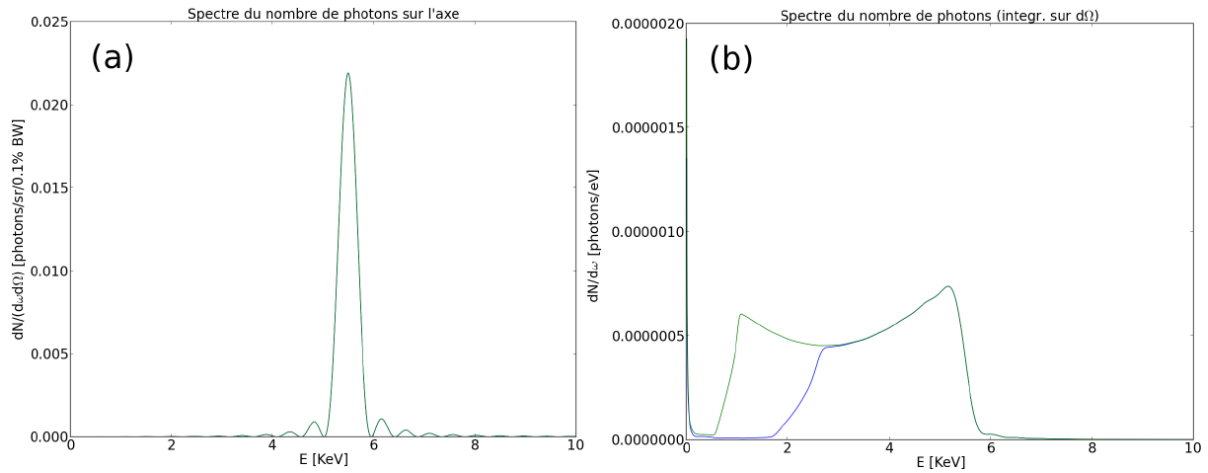 Spectre du nombre de photons sur l'axe
(a)
0.025
0.020
0.015
0.010
0.005
0.000
dN/(dωdΩ) [photons/sr/0.1% BW]
0
2
4
6
8
10
E [KeV]
Spectre du nombre de photons (integr. sur dΩ)
(b)
0.0000020
0.0000015
0.0000010
0.0000005
0.0000000
dN/dω [photons/eV]
0
2
4
6
8
10
E [KeV]